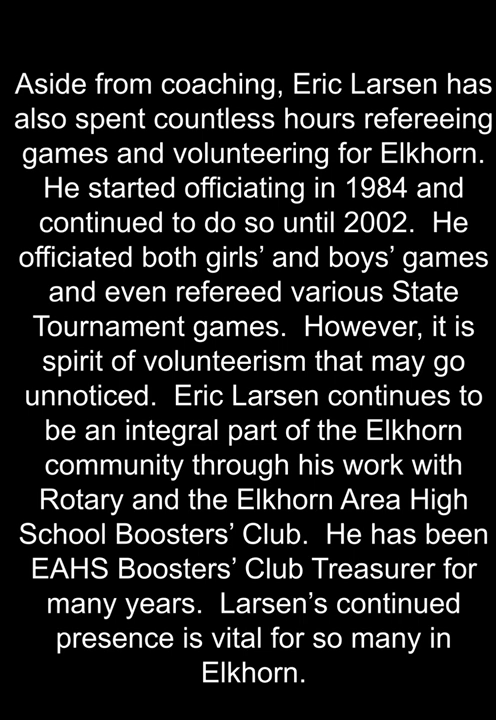 Aside from coaching, Eric Larsen has
also spent countless hours refereeing
games and volunteering for Elkhorn.
He started officiating in 1984 and
continued to do so until 2002.  He
officiated both girls’ and boys’ games
and even refereed various State
Tournament games.  However, it is
spirit of volunteerism that may go
unnoticed.  Eric Larsen continues to
be an integral part of the Elkhorn
community through his work with
Rotary and the Elkhorn Area High
School Boosters’ Club.  He has been
EAHS Boosters’ Club Treasurer for
many years.  Larsen’s continued
presence is vital for so many in
Elkhorn.